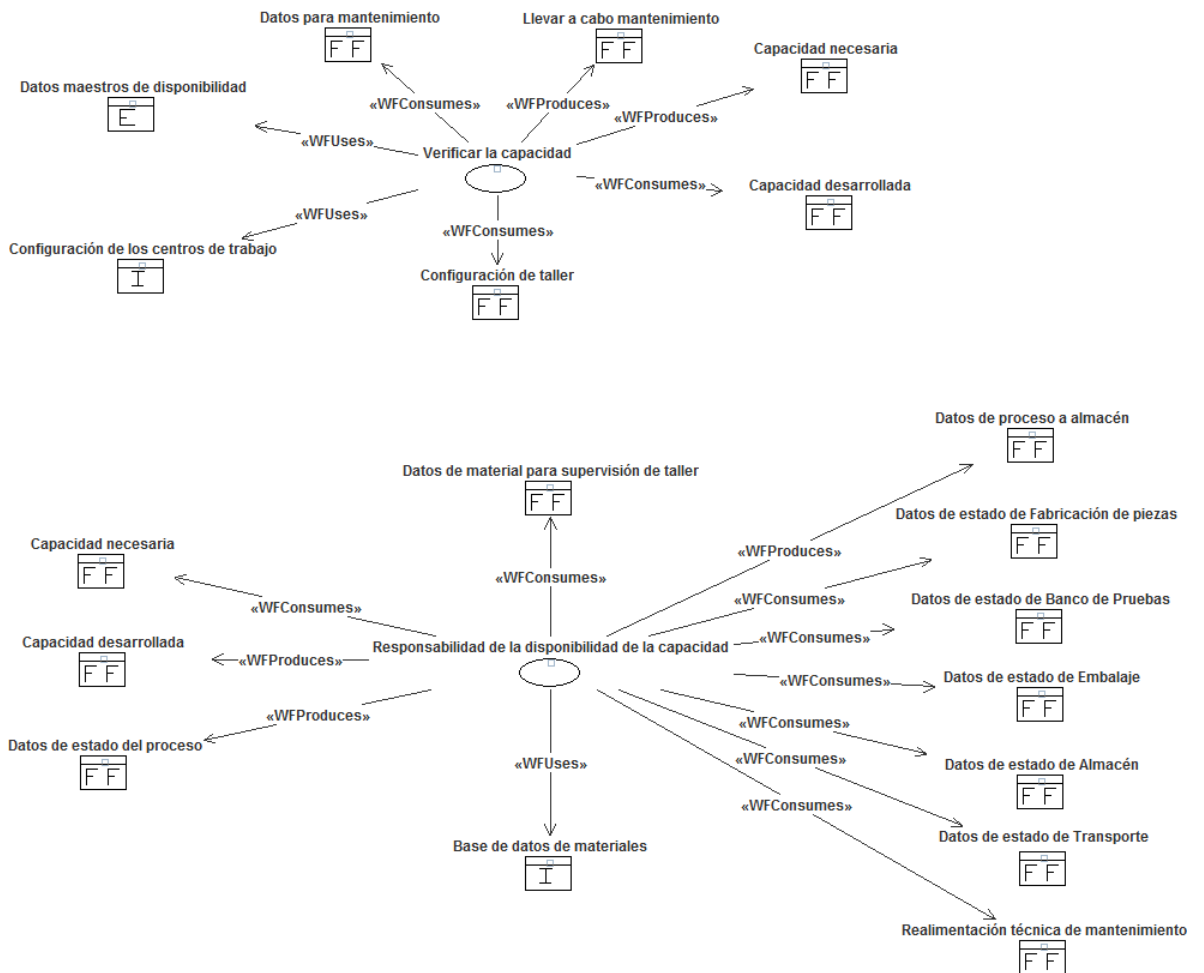 Datos para mantenimiento
F F
Llevar a cabo mantenimiento
F F
Capacidad necesaria
F F
Datos maestros de disponibilidad
E
«WFConsumes»
«WFProduces»
«WFProduces»
«WFUses»
Verificar la capacidad
«WFConsumes»
Capacidad desarrollada
F F
«WFUses»
«WFConsumes»
Configuración de los centros de trabajo
I
Configuración de taller
F F
Datos de proceso a almacén
F F
Datos de material para supervisión de taller
F F
Datos de estado de Fabricación de piezas
F F
Capacidad necesaria
F F
«WFProduces»
«WFConsumes»
«WFConsumes»
«WFConsumes»
Datos de estado de Banco de Pruebas
F F
Capacidad desarrollada
F F
«WFProduces»
Responsabilidad de la disponibilidad de la capacidad
«WFConsumes»
«WFConsumes»
Datos de estado de Embalaje
F F
«WFProduces»
«WFConsumes»
Datos de estado del proceso
F F
«WFUses»
«WFConsumes»
Datos de estado de Almacén
F F
«WFConsumes»
Base de datos de materiales
I
Datos de estado de Transporte
F F
Realimentación técnica de mantenimiento
F F